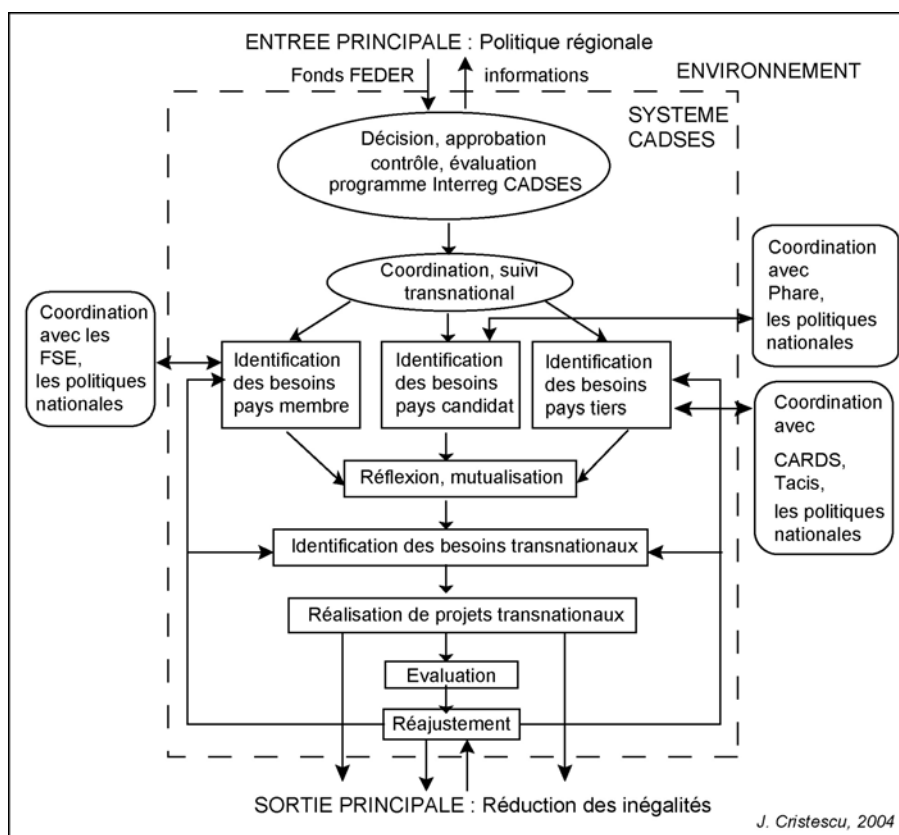 ENTREE PRINCIPALE : Politique régionale
Fonds FEDER
informations
ENVIRONNEMENT
SYSTEME
CADSES
Décision, approbation
contrôle, évaluation
programme Interreg CADSES
Coordination, suivi
transnational
Coordination
avec
Phare,
les politiques
nationales
Coordination
avec les
FSE,
les politiques
nationales
Identification
des besoins
pays membre
Identification
des besoins
pays candidat
Identification
des besoins
pays tiers
Coordination
avec
CARDS,
Tacis,
les politiques
nationales
Réflexion, mutualisation
Identification des besoins transnationaux
Réalisation de projets transnationaux
Evaluation
Réajustement
SORTIE PRINCIPALE : Réduction des inégalités
J. Cristescu, 2004